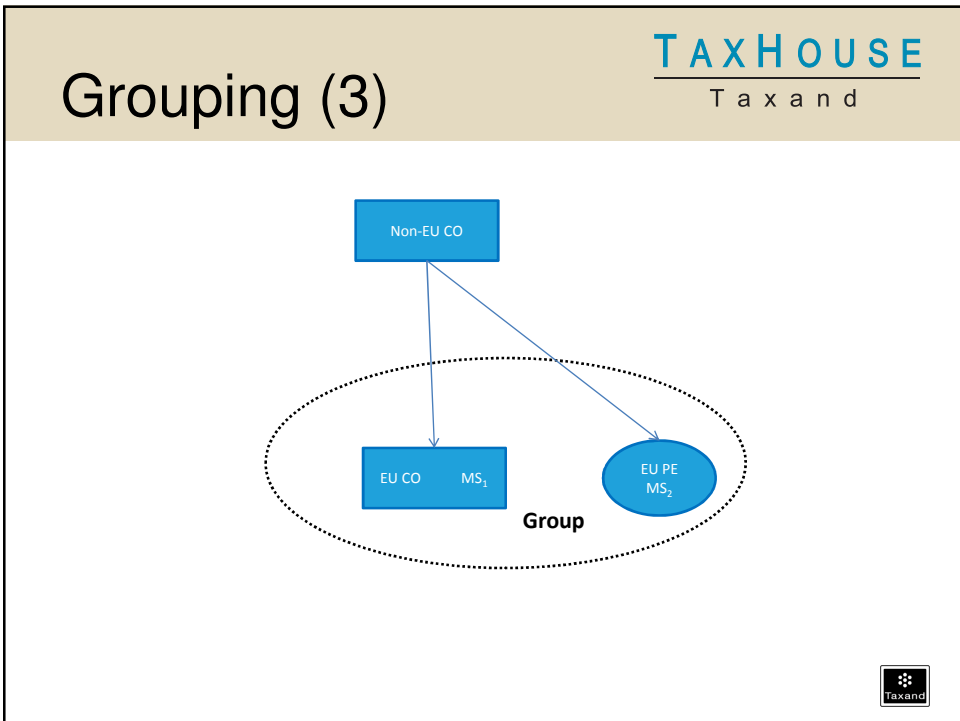 Grouping (3)
TAXHOUSE
Taxand
Non-EU CO
EU CO MS₁
EU PE
MS₂
Group
Taxand